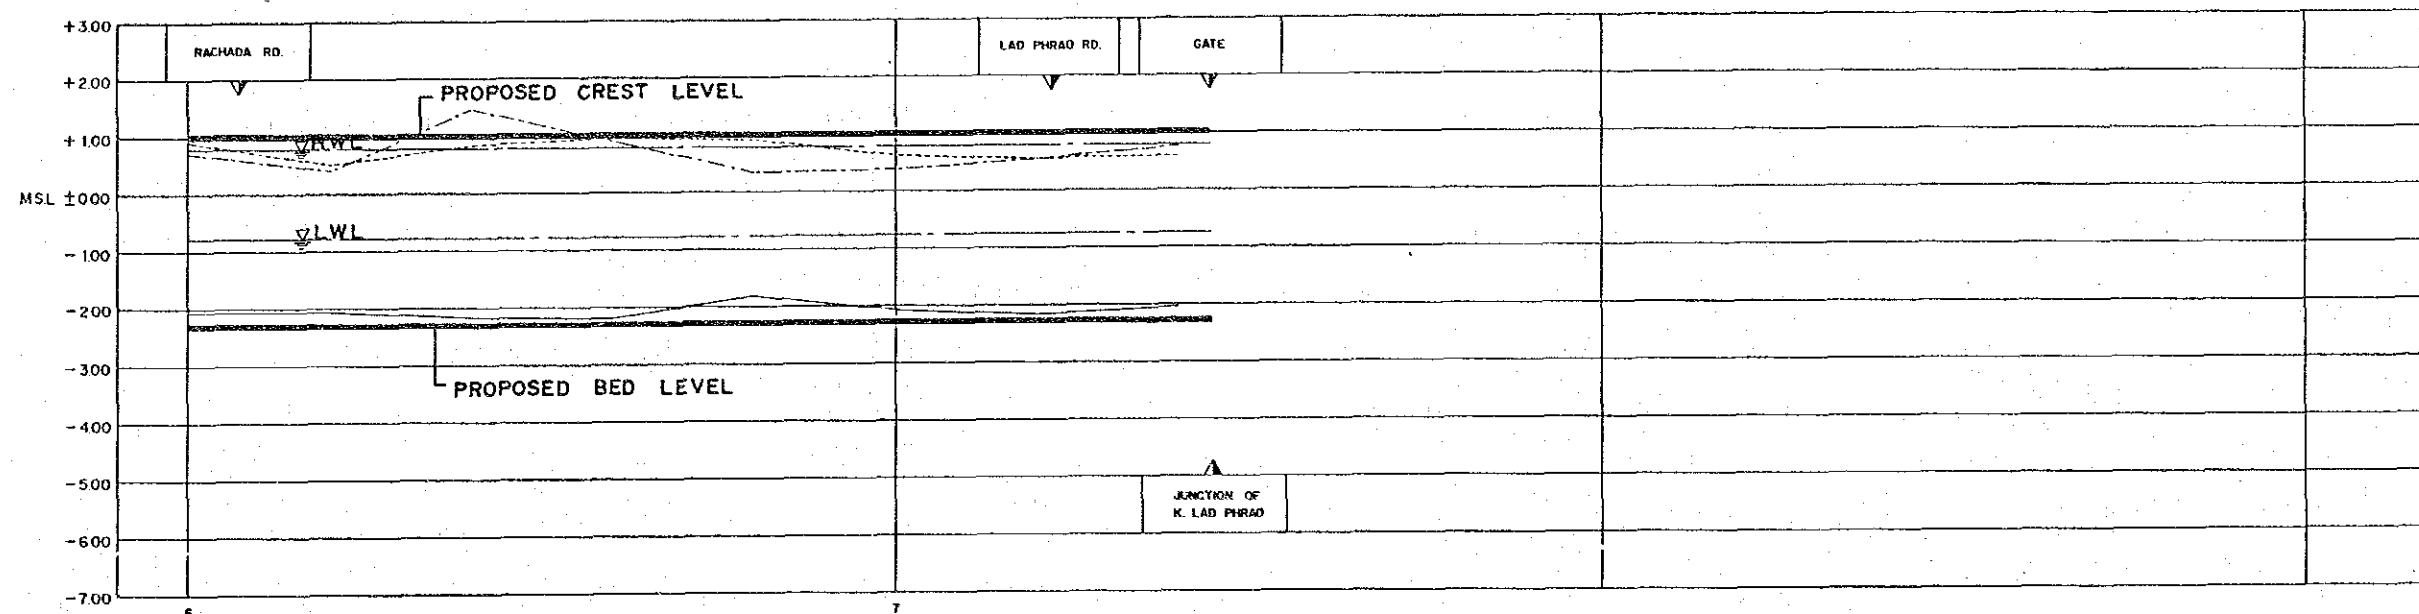 +3.00
RACHADA RD.
LAD PHRAO RD.
GATE
+2.00
PROPOSED CREST LEVEL
+1.00
HWL
MSL ±0.00
LWL
-1.00
-2.00
-3.00
PROPOSED BED LEVEL
-4.00
-5.00
JUNCTION OF
K. LAD PHRAO
-6.00
-7.00
7